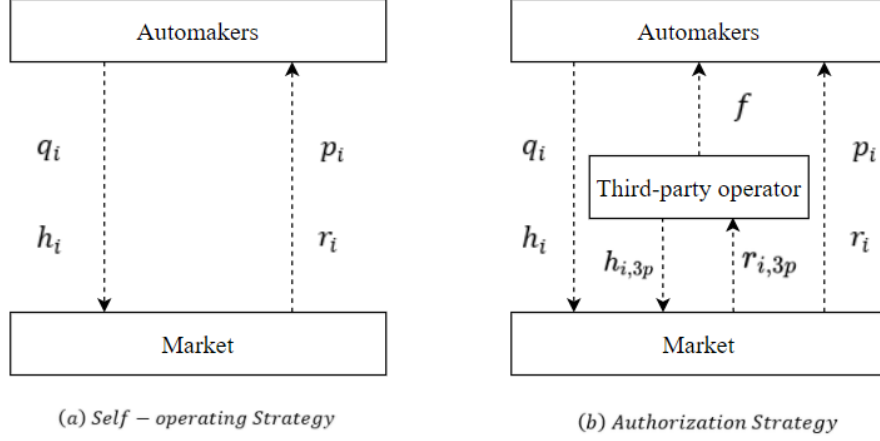 Automakers
q_i
h_i
p_i
r_i
Market
(a) Self − operating Strategy
Automakers
f
q_i
p_i
Third-party operator
h_i
r_i
h_{i,3p}
r_{i,3p}
Market
(b) Authorization Strategy